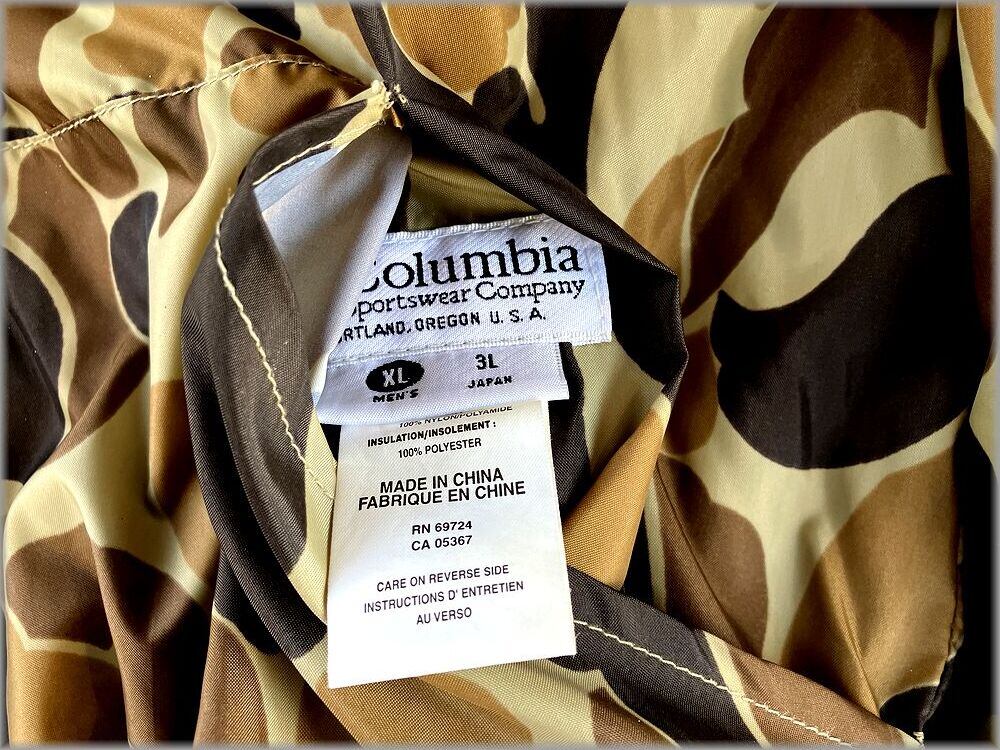 Columbia
Sportswear Company
RTLAND, OREGON U. S. A.
XL
MEN'S
3L
JAPAN
100% NYLON/POLYAMIDE
INSULATION/INSOLEMENT :
100% POLYESTER
MADE IN CHINA
FABRIQUE EN CHINE
RN 69724
CA 05367
CARE ON REVERSE SIDE
INSTRUCTIONS D' ENTRETIEN
AU VERSO